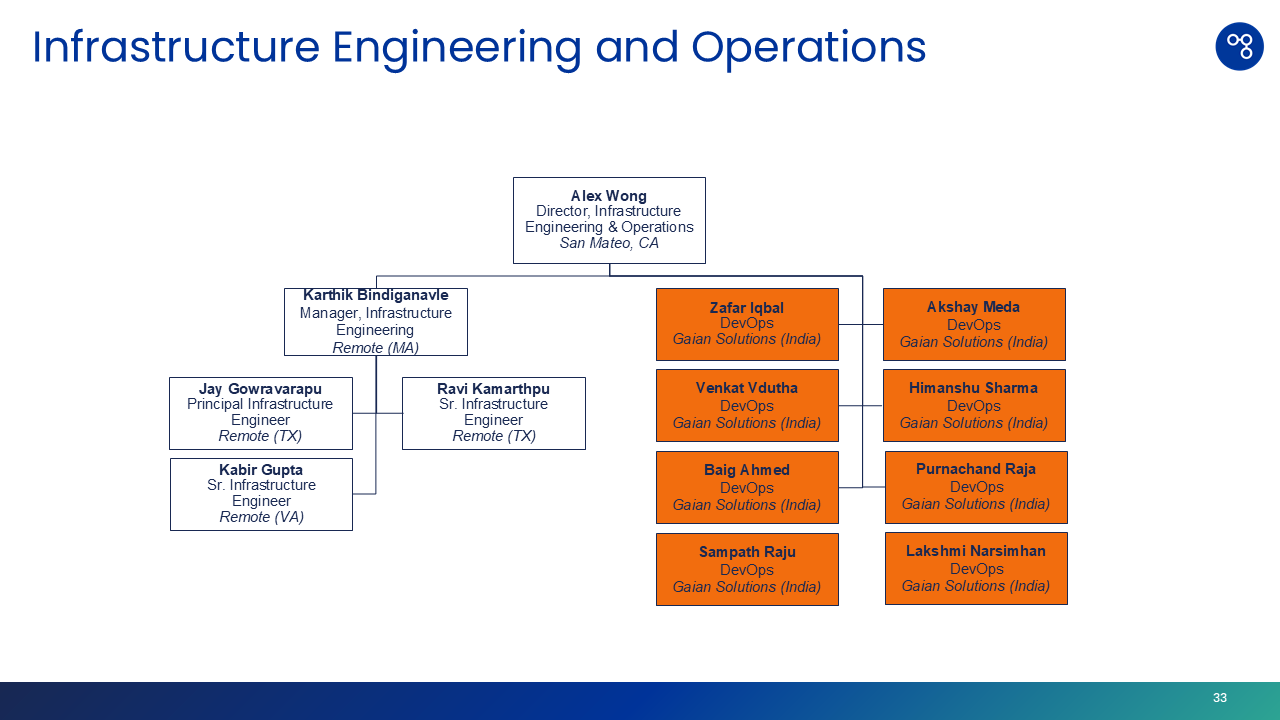 Infrastructure Engineering and Operations
Alex Wong
Director, Infrastructure
Engineering & Operations
San Mateo, CA
Karthik Bindiganavle
Manager, Infrastructure
Engineering
Remote (MA)
Jay Gowravarapu
Principal Infrastructure
Engineer
Remote (TX)
Ravi Kamarthpu
Sr. Infrastructure
Engineer
Remote (TX)
Kabir Gupta
Sr. Infrastructure
Engineer
Remote (VA)
Zafar Iqbal
DevOps
Gaian Solutions (India)
Akshay Meda
DevOps
Gaian Solutions (India)
Venkat Vdutha
DevOps
Gaian Solutions (India)
Himanshu Sharma
DevOps
Gaian Solutions (India)
Baig Ahmed
DevOps
Gaian Solutions (India)
Purnachand Raja
DevOps
Gaian Solutions (India)
Sampath Raju
DevOps
Gaian Solutions (India)
Lakshmi Narsimhan
DevOps
Gaian Solutions (India)
33